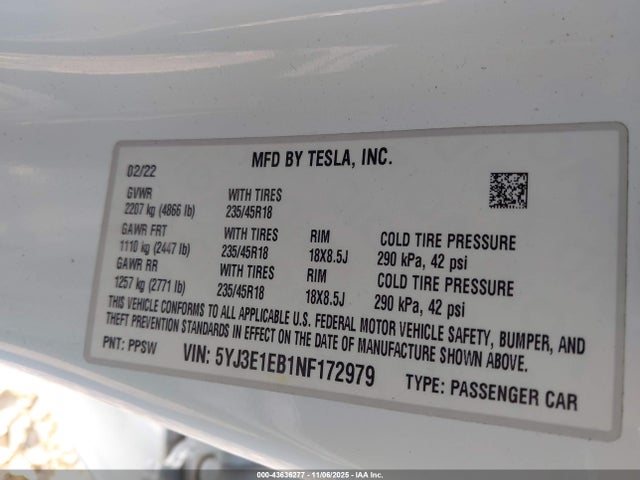 MFD BY TESLA, INC.
02/22
GVWR WITH TIRES
2207 kg (4866 lb) 235/45R18
GAWR FRT WITH TIRES RIM COLD TIRE PRESSURE
1110 kg (2447 lb) 235/45R18 18X8.5J 290 kPa, 42 psi
GAWR RR WITH TIRES RIM COLD TIRE PRESSURE
1257 kg (2771 lb) 235/45R18 18X8.5J 290 kPa, 42 psi
THIS VEHICLE CONFORMS TO ALL APPLICABLE U.S. FEDERAL MOTOR VEHICLE SAFETY, BUMPER, AND
THEFT PREVENTION STANDARDS IN EFFECT ON THE DATE OF MANUFACTURE SHOWN ABOVE.
PNT: PPSW VIN: 5YJ3E1EB1NF172979 TYPE: PASSENGER CAR
000-43636277 - 11/06/2025 - IAA Inc.